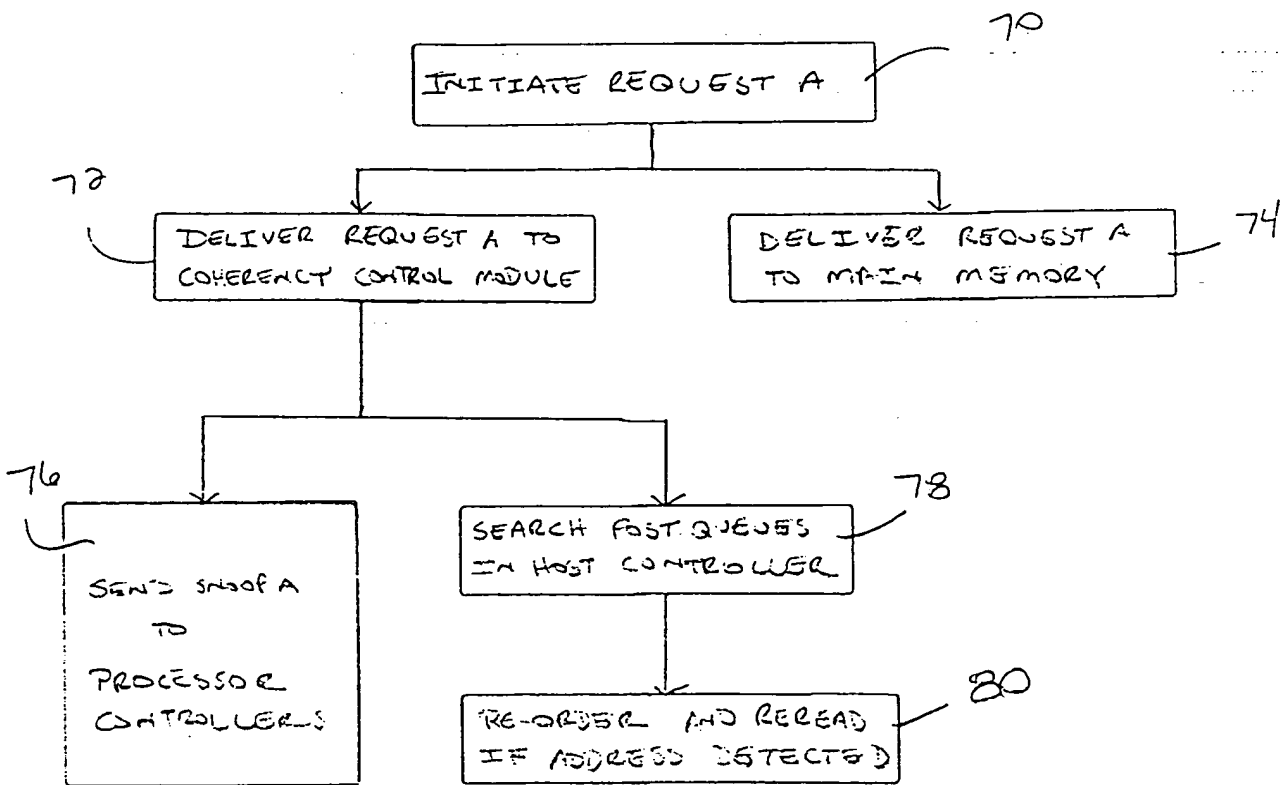 70
INITIATE REQUEST A
72
DELIVER REQUEST A TO
COHERENCY CONTROL MODULE
74
DELIVER REQUEST A
TO MAIN MEMORY
76
SEND SNOOP A
TO
PROCESSOR
CONTROLLERS
78
SEARCH POST QUEUES
IN HOST CONTROLLER
80
RE-ORDER AND REREAD
IF ADDRESS DETECTED